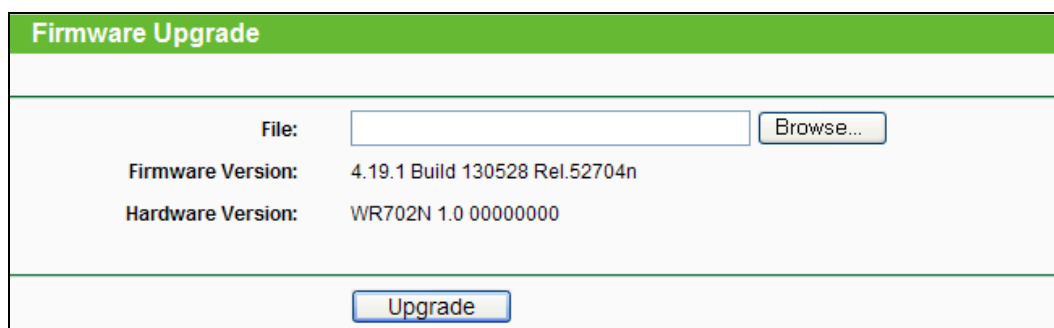 Firmware Upgrade
File: Browse...
Firmware Version: 4.19.1 Build 130528 Rel.52704n
Hardware Version: WR702N 1.0 00000000
Upgrade